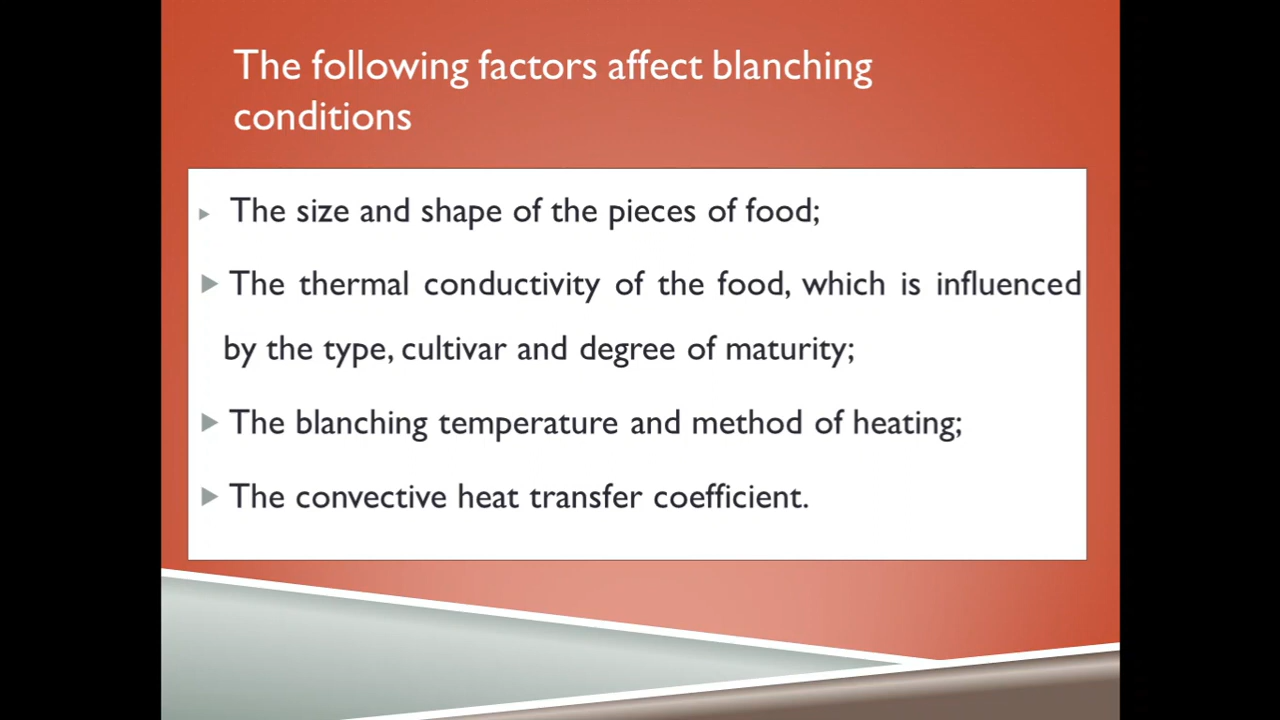 The following factors affect blanching
conditions
The size and shape of the pieces of food;
The thermal conductivity of the food, which is influenced
by the type, cultivar and degree of maturity;
The blanching temperature and method of heating;
The convective heat transfer coefficient.